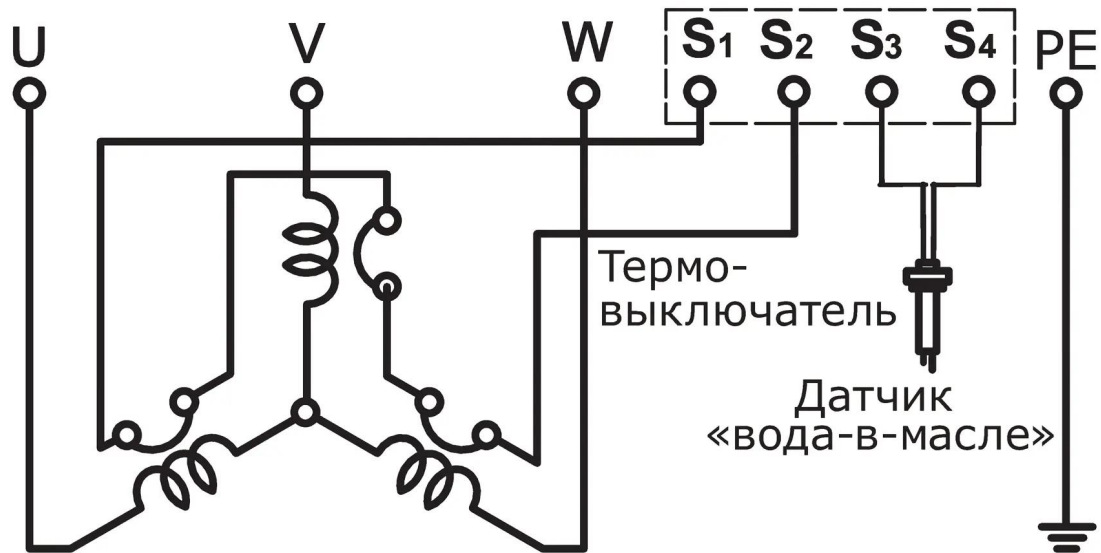 U V W S1 S2 S3 S4 PE
Термо-
выключатель
Датчик
«вода-в-масле»